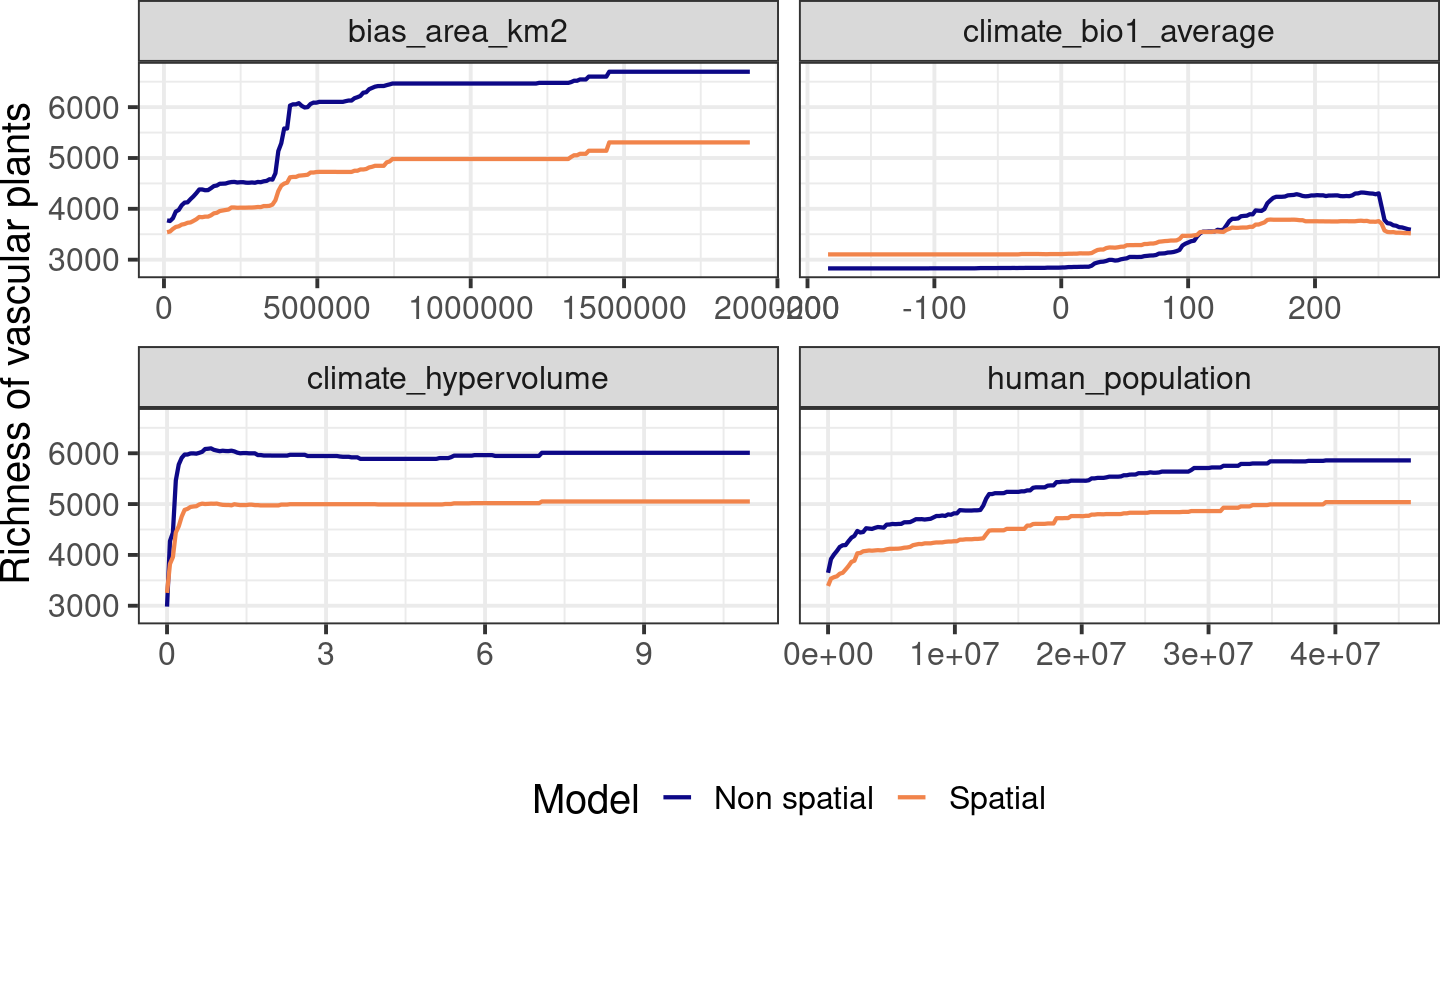 Richness of vascular plants
bias_area_km2
climate_bio1_average
6000
5000
4000
3000
0 500000 1000000 1500000 2000000
-200 -100 0 100 200
climate_hypervolume
human_population
6000
5000
4000
3000
0 3 6 9
0e+00 1e+07 2e+07 3e+07 4e+07
Model Non spatial Spatial